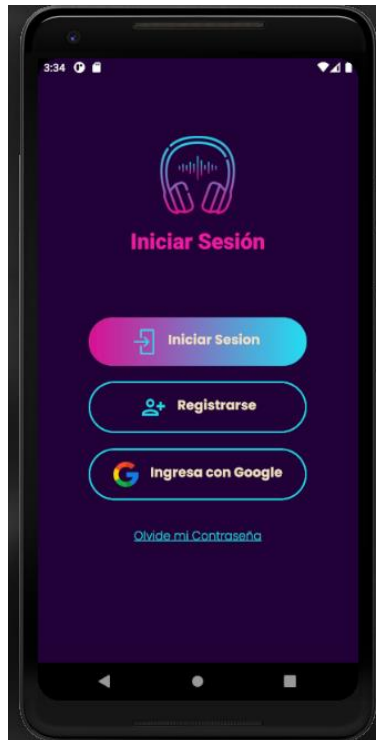 3:34
Iniciar Sesión
Iniciar Sesion
Registrarse
Ingresa con Google
Olvide mi Contraseña